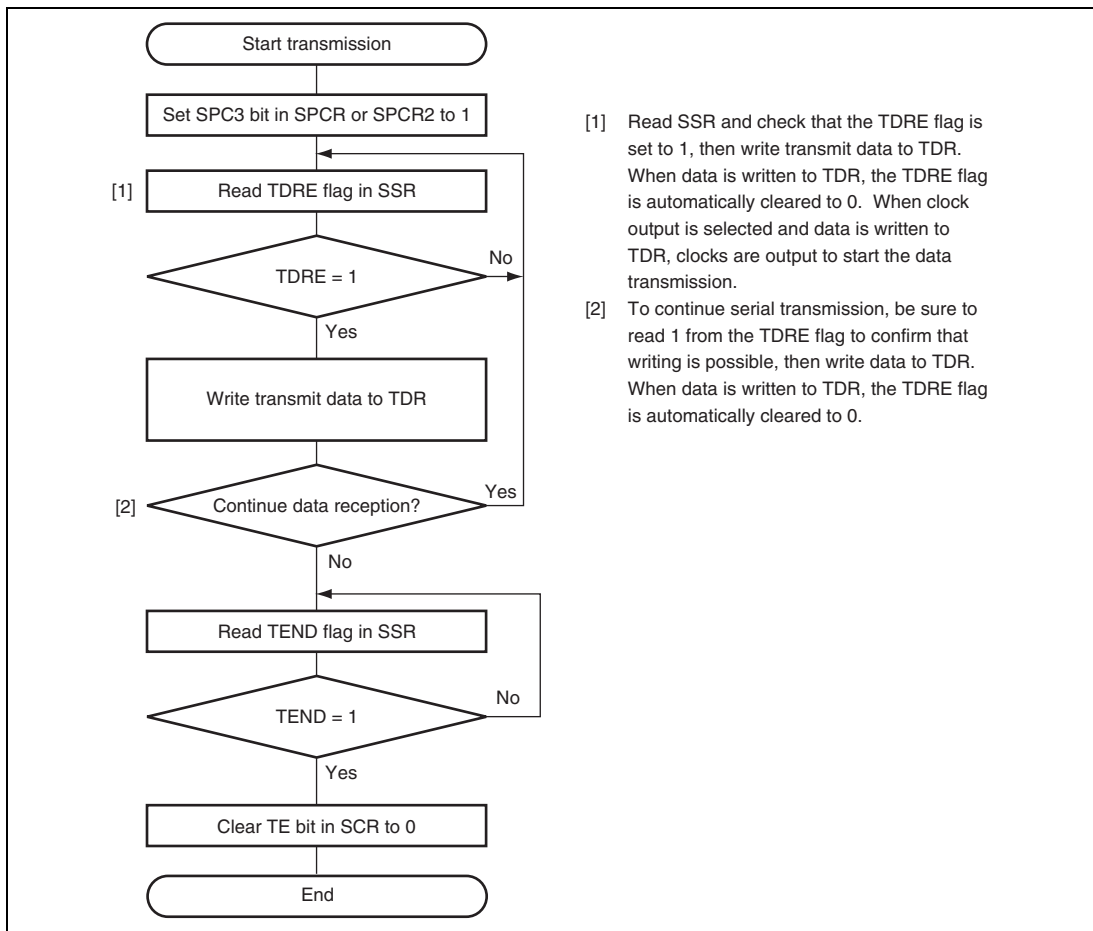 Start transmission
Set SPC3 bit in SPCR or SPCR2 to 1
[1]
Read TDRE flag in SSR
No
TDRE = 1
Yes
Write transmit data to TDR
Yes
[2]
Continue data reception?
No
Read TEND flag in SSR
No
TEND = 1
Yes
Clear TE bit in SCR to 0
End
[1] Read SSR and check that the TDRE flag is
set to 1, then write transmit data to TDR.
When data is written to TDR, the TDRE flag
is automatically cleared to 0. When clock
output is selected and data is written to
TDR, clocks are output to start the data
transmission.
[2] To continue serial transmission, be sure to
read 1 from the TDRE flag to confirm that
writing is possible, then write data to TDR.
When data is written to TDR, the TDRE flag
is automatically cleared to 0.